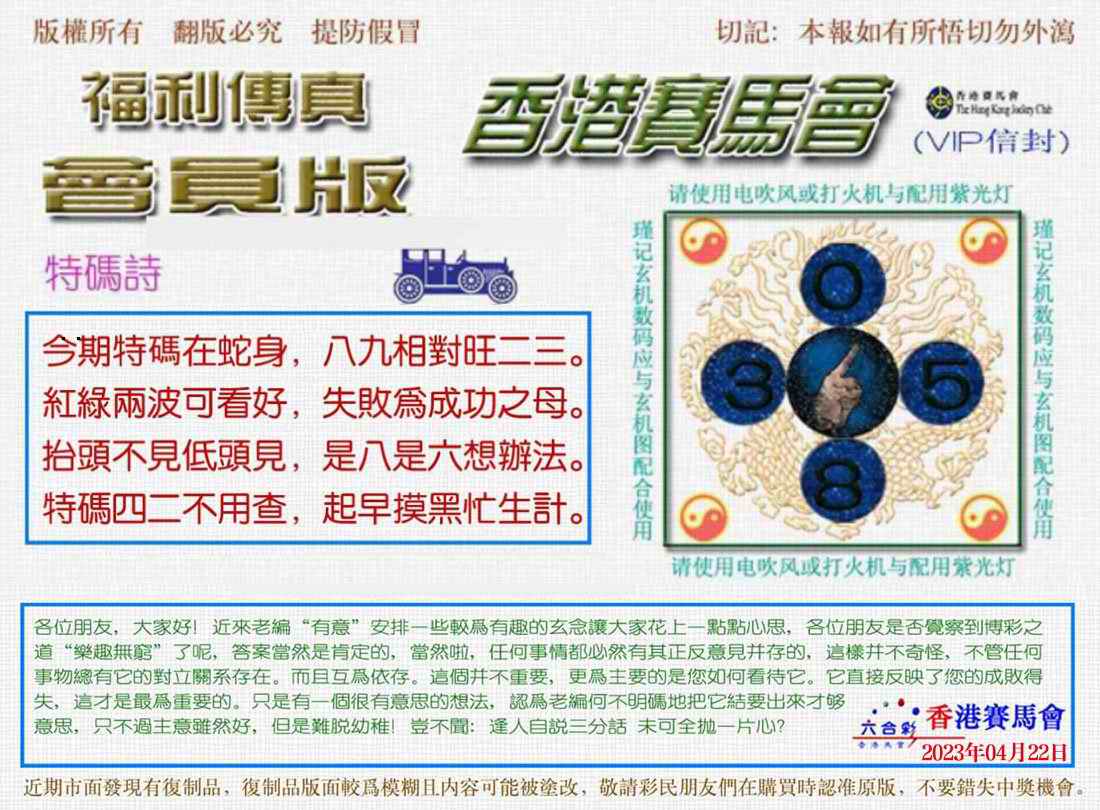 版權所有 翻版必究 提防假冒
切記：本報如有所悟切勿外瀉
福利傳真
會員版
香港賽馬會
香港賽馬會
The Hong Kong Jockey Club
(VIP信封)
特碼詩
今期特碼在蛇身，八九相對旺二三。
紅綠兩波可看好，失敗為成功之母。
抬頭不見低頭見，是八是六想辦法。
特碼四二不用查，起早摸黑忙生計。
请使用电吹风或打火机与配用紫光灯
瑾记玄机数码应与玄机图配合使用
0
3
5
8
瑾记玄机数码应与玄机图配合使用
请使用电吹风或打火机与配用紫光灯
各位朋友，大家好！近來老編“有意”安排一些較為有趣的玄念讓大家花上一點點心思，各位朋友是否覺察到博彩之
道“樂趣無窮”了呢，答案當然是肯定的，當然啦，任何事情都必然有其正反意見并存的，這樣并不奇怪，不管任何
事物總有它的對立關系存在。而且互為依存。這個并不重要，更為主要的是您如何看待它。它直接反映了您的成敗得
失，這才是最為重要的。只是有一個很有意思的想法，認為老編何不明碼地把它結要出來才够
意思，只不過主意雖然好，但是難脱幼稚！豈不聞：逢人自説三分話 未可全抛一片心？
六合彩
香港賽馬會
香港賽馬會
2023年04月22日
近期市面發現有復制品，復制品版面較爲模糊且内容可能被塗改，敬請彩民朋友們在購買時認准原版，不要錯失中獎機會。